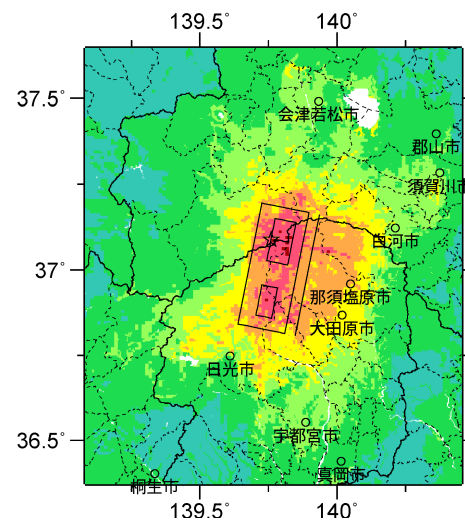 139.5° 140°
37.5°
会津若松市
郡山市
須賀川市
白河市
37°
那須塩原市
大田原市
日光市
36.5°
宇都宮市
真岡市
桐生市
139.5° 140°